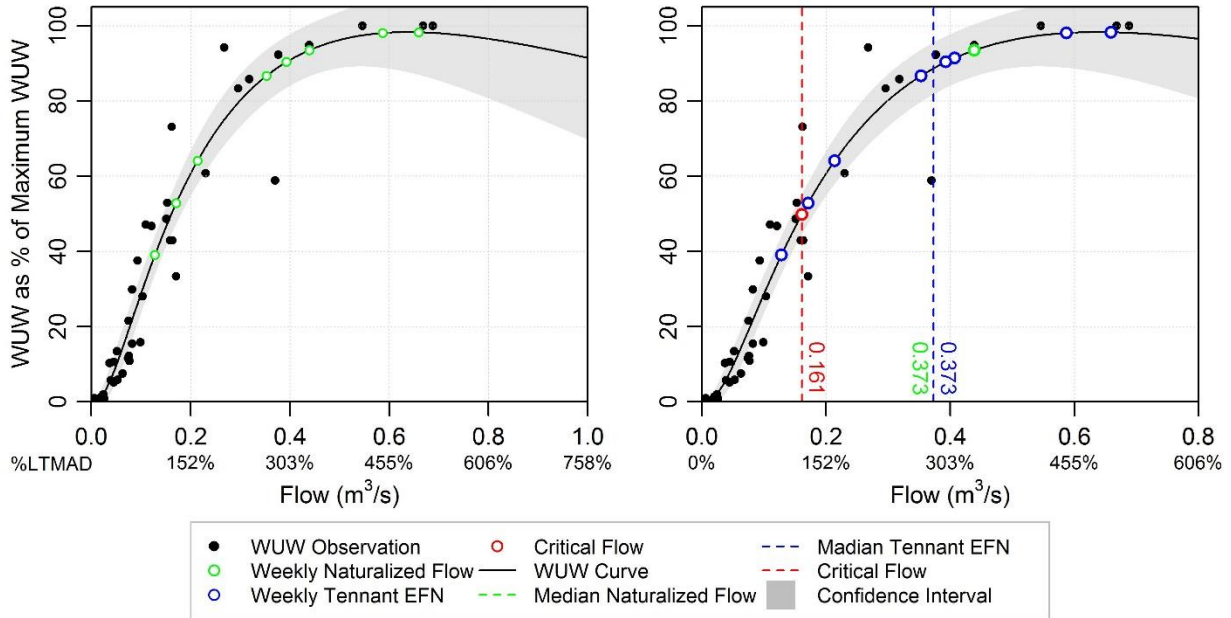 WUW as % of Maximum WUW
100
80
60
40
20
0
0.0 0.2 0.4 0.6 0.8 1.0
%LTMAD 152% 303% 455% 606% 758%
Flow (m³/s)
100
80
60
40
20
0
0.161
0.373
0.373
0.0 0.2 0.4 0.6 0.8
0% 152% 303% 455% 606%
Flow (m³/s)
WUW Observation Critical Flow Madian Tennant EFN
Weekly Naturalized Flow WUW Curve Critical Flow
Weekly Tennant EFN Median Naturalized Flow Confidence Interval